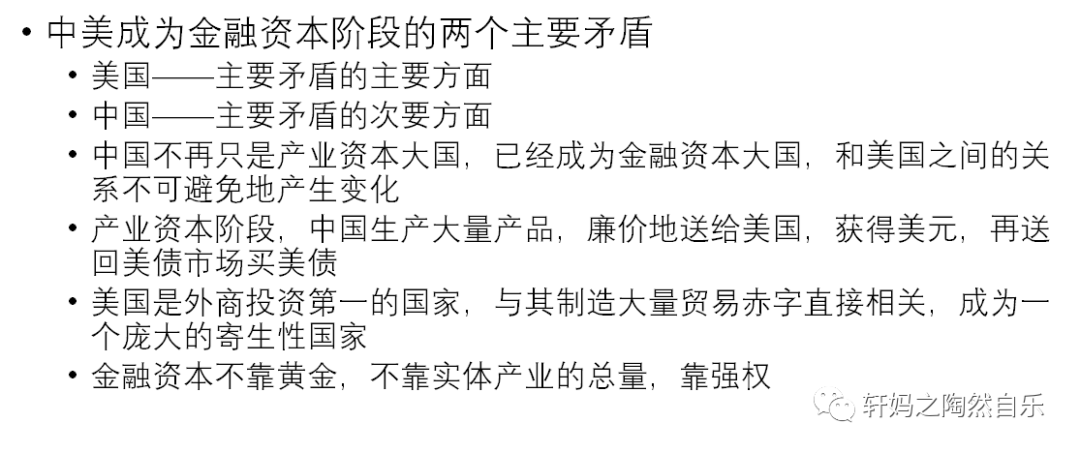 • 中美成为金融资本阶段的两个主要矛盾
• 美国——主要矛盾的主要方面
• 中国——主要矛盾的次要方面
• 中国不再只是产业资本大国，已经成为金融资本大国，和美国之间的关
系不可避免地产生变化
• 产业资本阶段，中国生产大量产品，廉价地送给美国，获得美元，再送
回美债市场买美债
• 美国是外商投资第一的国家，与其制造大量贸易赤字直接相关，成为一
个庞大的寄生性国家
• 金融资本不靠黄金，不靠实体产业的总量，靠强权
轩妈之陶然自乐